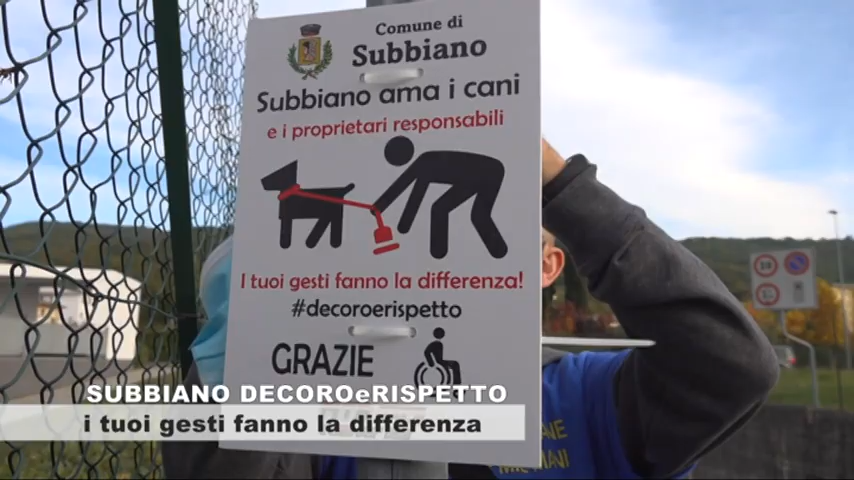 Comune di
Subbiano
Subbiano ama i cani
e i proprietari responsabili
I tuoi gesti fanno la differenza!
#decoroerispetto
GRAZIE
SUBBIANO DECOROeRISPETTO
i tuoi gesti fanno la differenza